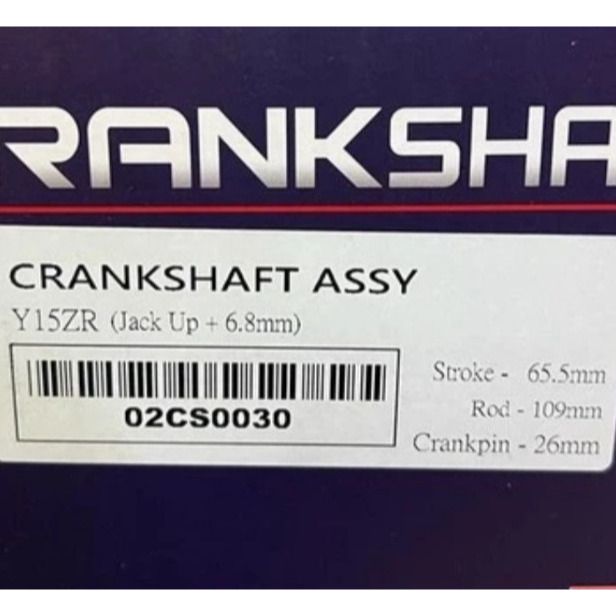 RANKSHA
CRANKSHAFT ASSY
Y15ZR (Jack Up + 6.8mm)
02CS0030
Stroke - 65.5mm
Rod - 109mm
Crankpin - 26mm